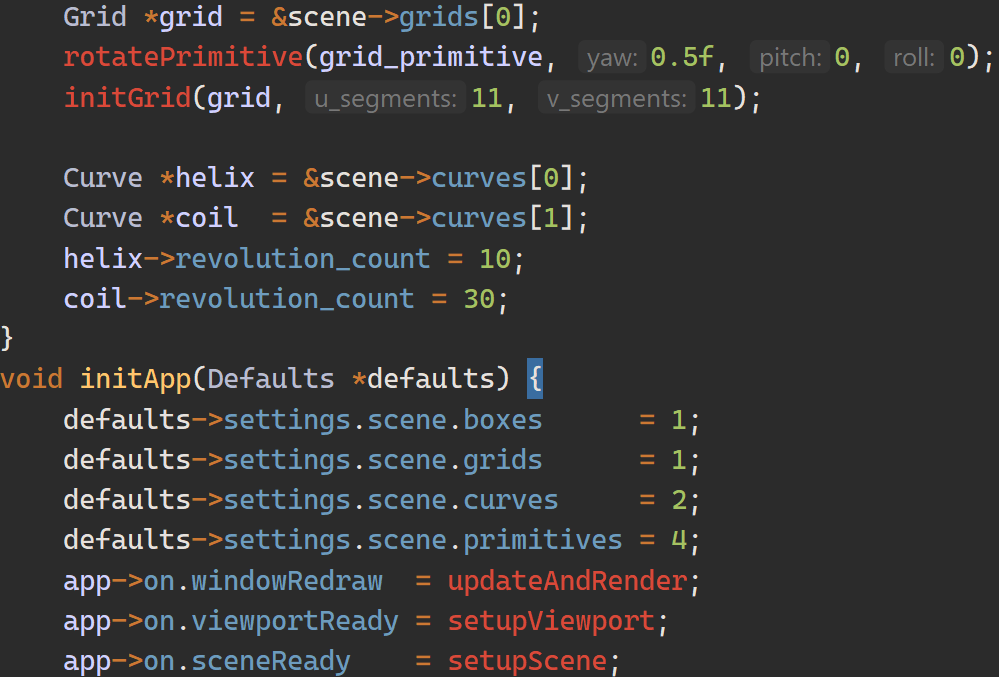 Grid *grid = &scene->grids[0];
    rotatePrimitive(grid_primitive, yaw: 0.5f, pitch: 0, roll: 0);
    initGrid(grid, u_segments: 11, v_segments: 11);

    Curve *helix = &scene->curves[0];
    Curve *coil  = &scene->curves[1];
    helix->revolution_count = 10;
    coil->revolution_count = 30;
}
void initApp(Defaults *defaults) {
    defaults->settings.scene.boxes      = 1;
    defaults->settings.scene.grids      = 1;
    defaults->settings.scene.curves     = 2;
    defaults->settings.scene.primitives = 4;
    app->on.windowRedraw  = updateAndRender;
    app->on.viewportReady = setupViewport;
    app->on.sceneReady    = setupScene;